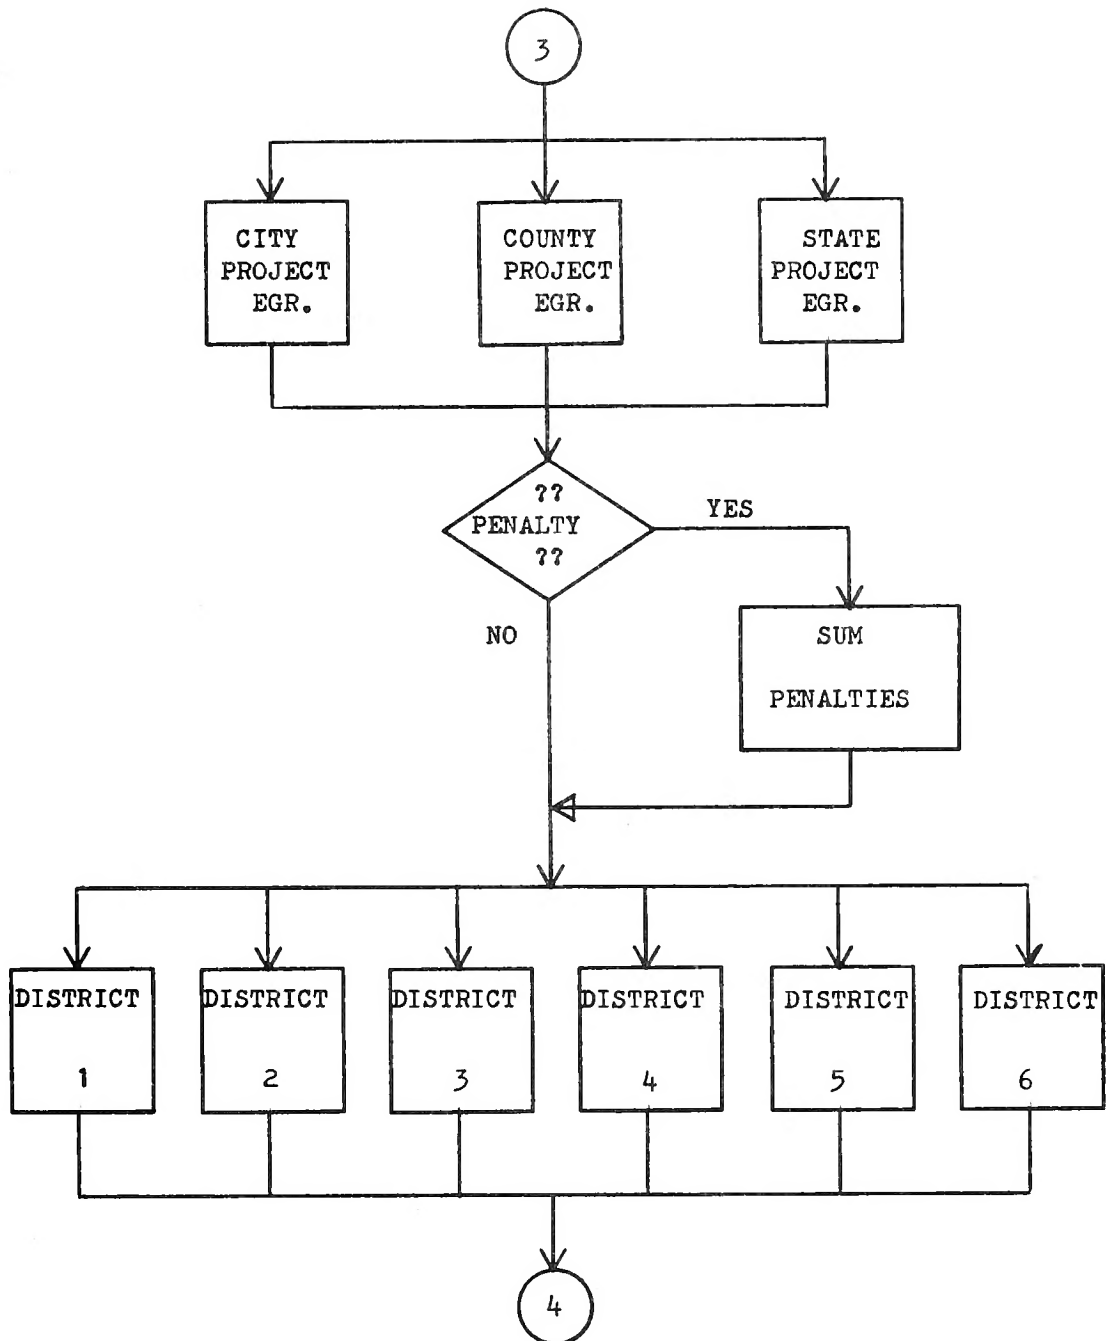 3
CITY
PROJECT
EGR.
COUNTY
PROJECT
EGR.
STATE
PROJECT
EGR.
??
PENALTY
??
YES
NO
SUM
PENALTIES
DISTRICT
1
DISTRICT
2
DISTRICT
3
DISTRICT
4
DISTRICT
5
DISTRICT
6
4